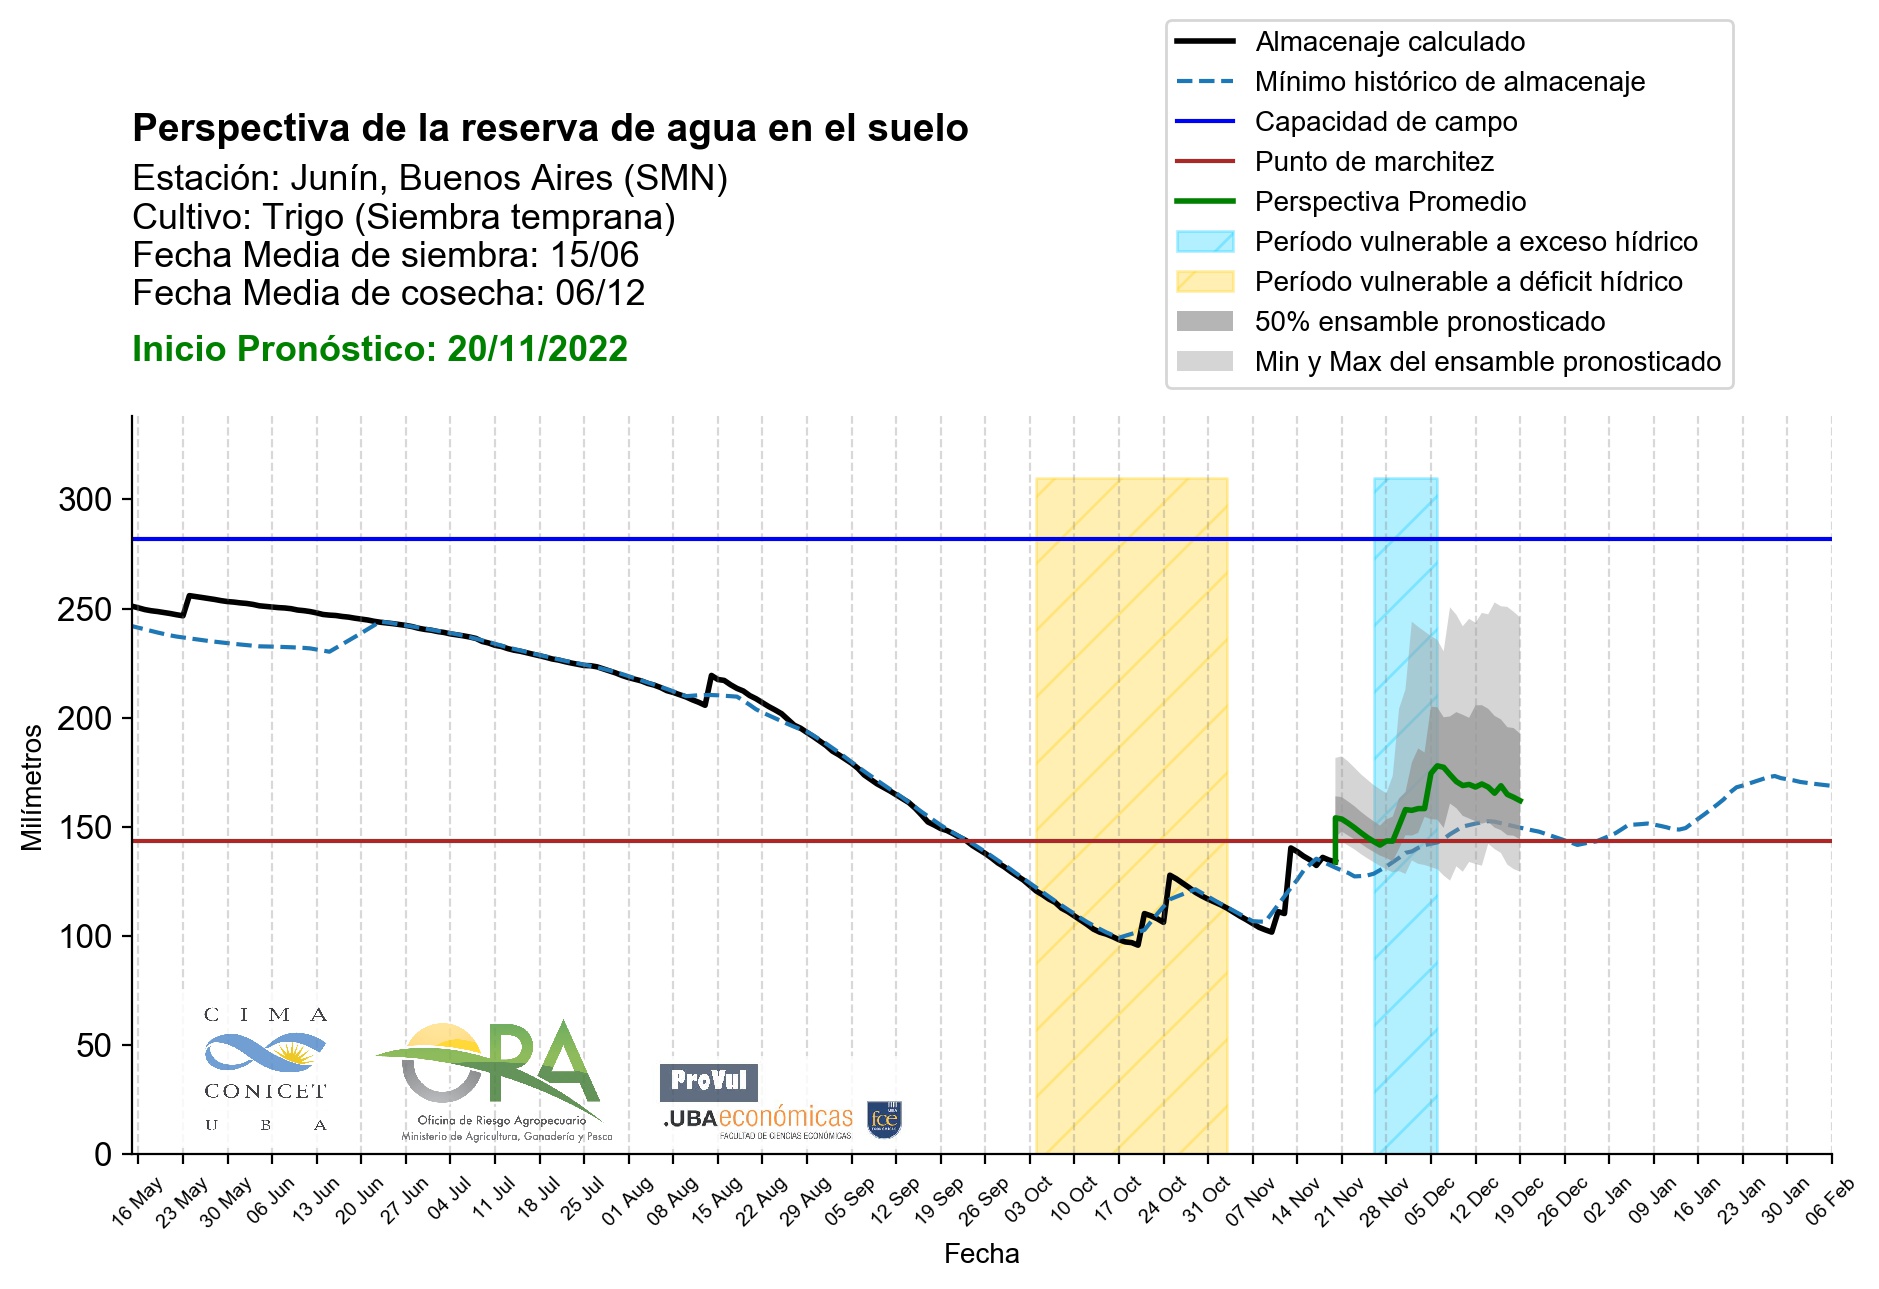 Almacenaje calculado
Mínimo histórico de almacenaje
Capacidad de campo
Punto de marchitez
Perspectiva Promedio
Período vulnerable a exceso hídrico
Período vulnerable a déficit hídrico
50% ensamble pronosticado
Min y Max del ensamble pronosticado
Perspectiva de la reserva de agua en el suelo
Estación: Junín, Buenos Aires (SMN)
Cultivo: Trigo (Siembra temprana)
Fecha Media de siembra: 15/06
Fecha Media de cosecha: 06/12
Inicio Pronóstico: 20/11/2022
Milímetros
300
250
200
150
100
50
0
CIMA
CONICET
UBA
ORA
Oficina de Riesgo Agropecuario
Ministerio de Agricultura, Ganadería y Pesca
ProVul
.UBAeconómicas
FACULTAD DE CIENCIAS ECONÓMICAS
fce
16 May
23 May
30 May
06 Jun
13 Jun
20 Jun
27 Jun
04 Jul
11 Jul
18 Jul
25 Jul
01 Aug
08 Aug
15 Aug
22 Aug
29 Aug
05 Sep
12 Sep
19 Sep
26 Sep
03 Oct
10 Oct
17 Oct
24 Oct
31 Oct
07 Nov
14 Nov
21 Nov
28 Nov
05 Dec
12 Dec
19 Dec
26 Dec
02 Jan
09 Jan
16 Jan
23 Jan
30 Jan
06 Feb
Fecha